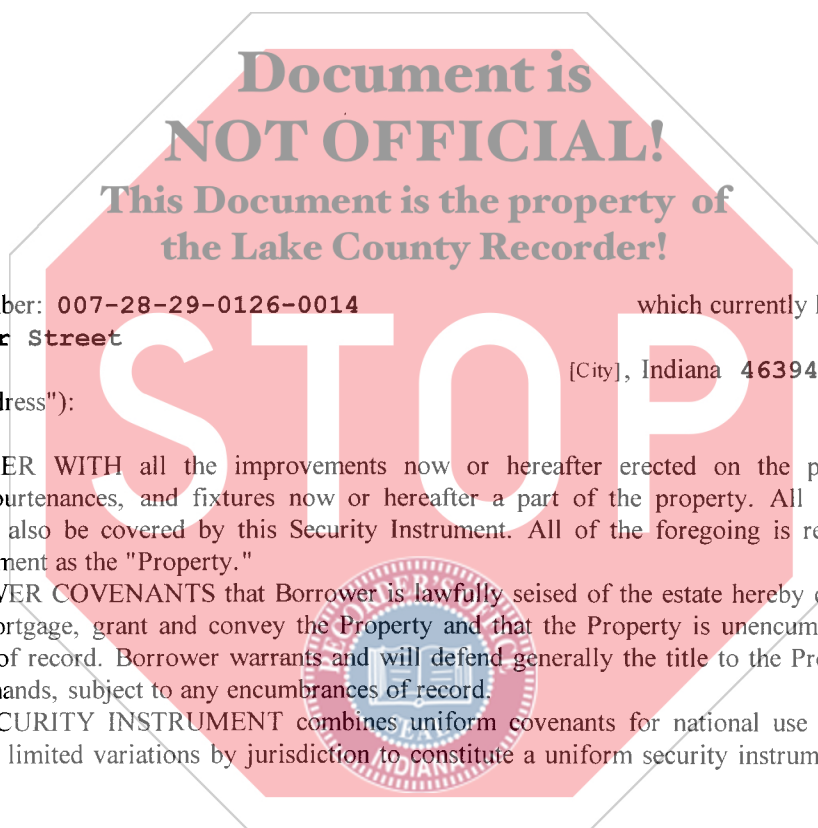 Document is
NOT OFFICIAL!
This Document is the property of
the Lake County Recorder!
ber: 007-28-29-0126-0014 which currently
r Street
[City], Indiana 46394
dress"):
STOP
ER WITH all the improvements now or hereafter erected on the p
ourtenances, and fixtures now or hereafter a part of the property. All
also be covered by this Security Instrument. All of the foregoing is re
ment as the "Property."
VER COVENANTS that Borrower is lawfully seised of the estate hereby
ortgage, grant and convey the Property and that the Property is unencum
of record. Borrower warrants and will defend generally the title to the Pro
ands, subject to any encumbrances of record.
CURITY INSTRUMENT combines uniform covenants for national use
limited variations by jurisdiction to constitute a uniform security instrum
SEAL
INDIANA